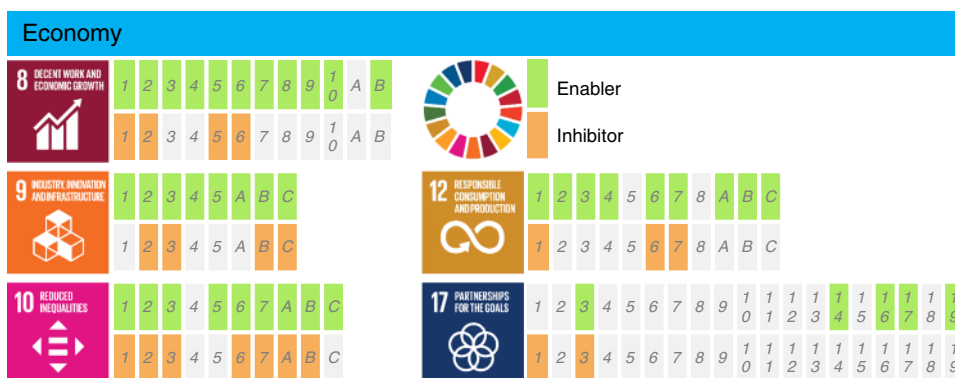 Economy
8 DECENT WORK AND
ECONOMIC GROWTH
1 2 3 4 5 6 7 8 9 10 A B
1 2 3 4 5 6 7 8 9 10 A B
Enabler
Inhibitor
9 INDUSTRY, INNOVATION
AND INFRASTRUCTURE
1 2 3 4 5 A B C
1 2 3 4 5 A B C
12 RESPONSIBLE
CONSUMPTION
AND PRODUCTION
1 2 3 4 5 6 7 8 A B C
1 2 3 4 5 6 7 8 A B C
10 REDUCED
INEQUALITIES
1 2 3 4 5 6 7 A B C
1 2 3 4 5 6 7 A B C
17 PARTNERSHIPS
FOR THE GOALS
1 2 3 4 5 6 7 8 9 10 11 12 13 14 15 16 17 18 19
1 2 3 4 5 6 7 8 9 10 11 12 13 14 15 16 17 18 19